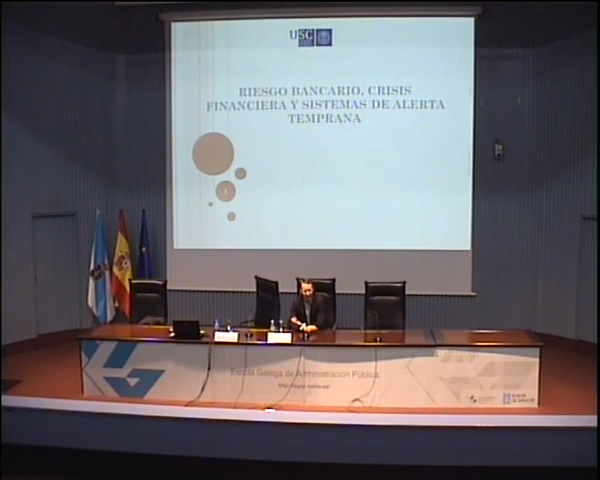 USC
RIESGO BANCARIO, CRISIS
FINANCIERA Y SISTEMAS DE ALERTA
TEMPRANA
Escola Galega de Administración Pública